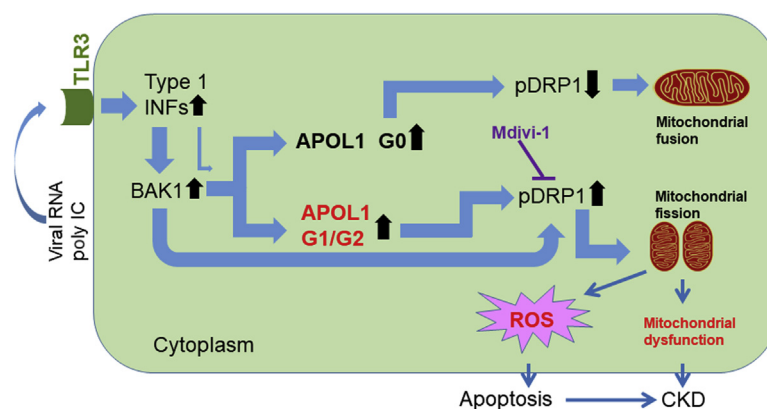 TLR3
Viral RNA
poly IC
Type 1
INFs
BAK1
APOL1 G0
APOL1
G1/G2
pDRP1
Mdivi-1
pDRP1
Mitochondrial
fusion
Mitochondrial
fission
ROS
Mitochondrial
dysfunction
Cytoplasm
Apoptosis
CKD